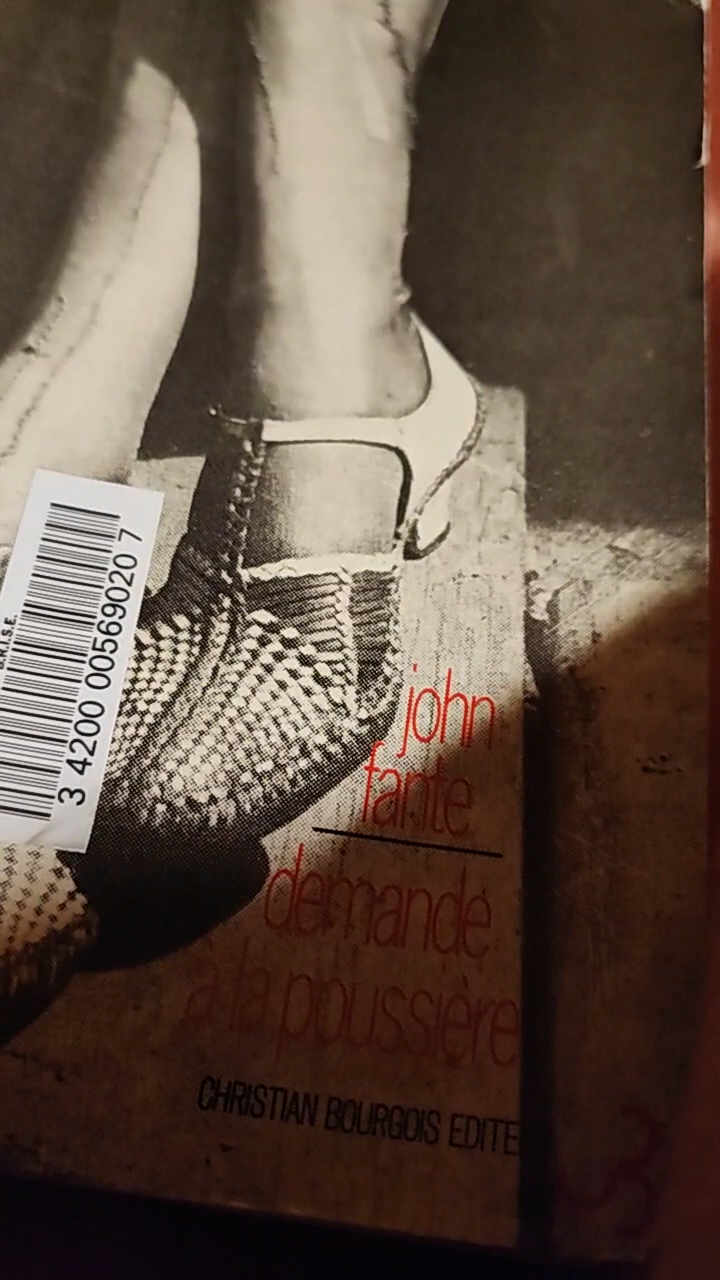 3 4200 00569020 7
john
fante
demande
à la poussière
CHRISTIAN BOURGOIS EDITE